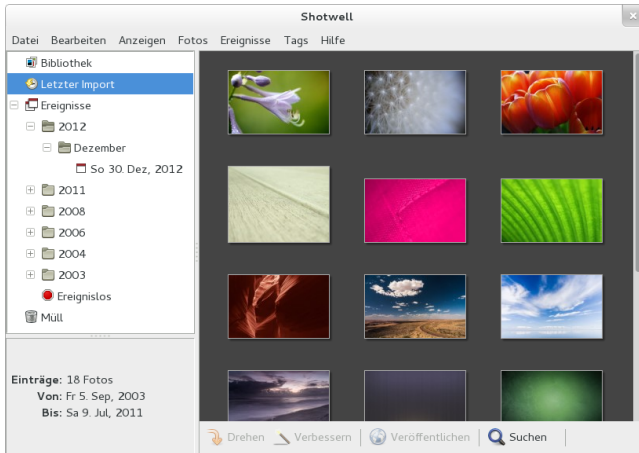 Shotwell
Datei Bearbeiten Anzeigen Fotos Ereignisse Tags Hilfe
Bibliothek
Letzter Import
Ereignisse
2012
Dezember
So 30. Dez, 2012
2011
2008
2006
2004
2003
Ereignislos
Müll
Einträge: 18 Fotos
Von: Fr 5. Sep, 2003
Bis: Sa 9. Jul, 2011
Drehen Verbessern Veröffentlichen Suchen